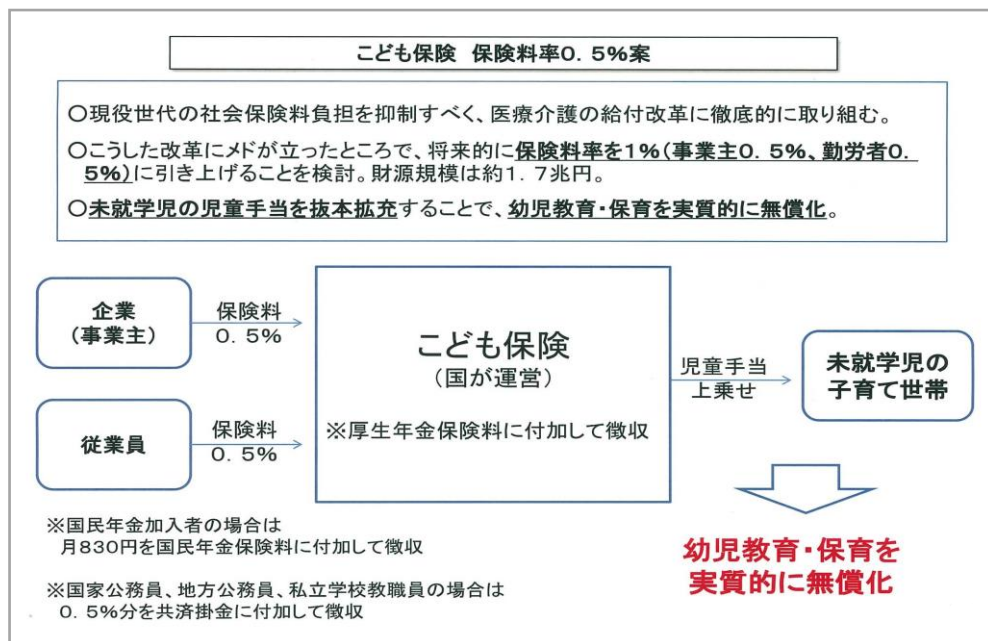 こども保険 保険料率0.5%案
○現役世代の社会保険料負担を抑制すべく、医療介護の給付改革に徹底的に取り組む。
○こうした改革にメドが立ったところで、将来的に保険料率を1%(事業主0.5%、勤労者0.
5%)に引き上げることを検討。財源規模は約1.7兆円。
○未就学児の児童手当を抜本拡充することで、幼児教育・保育を実質的に無償化。
企業
(事業主)
保険料
0.5%
従業員
保険料
0.5%
こども保険
(国が運営)
※厚生年金保険料に付加して徴収
児童手当
上乗せ
未就学児の
子育て世帯
※国民年金加入者の場合は
月830円を国民年金保険料に付加して徴収
※国家公務員、地方公務員、私立学校教職員の場合は
0.5%分を共済掛金に付加して徴収
幼児教育・保育を
実質的に無償化